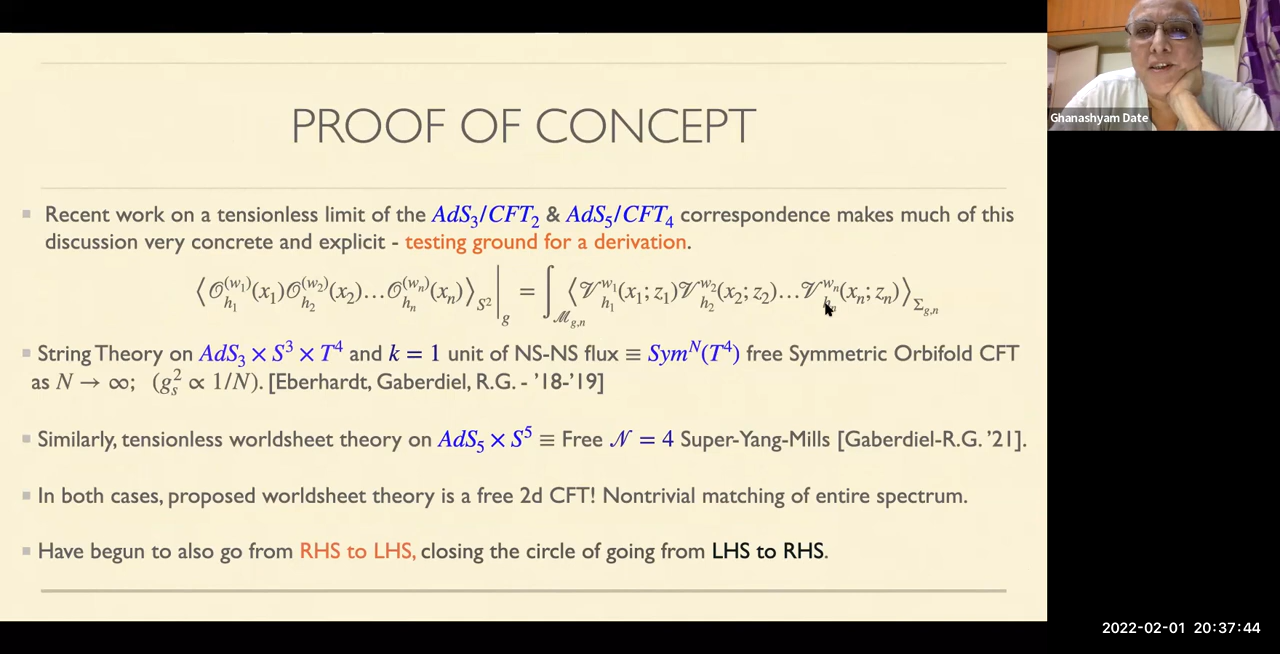 PROOF OF CONCEPT
Recent work on a tensionless limit of the AdS₃/CFT₂ & AdS₅/CFT₄ correspondence makes much of this
discussion very concrete and explicit - testing ground for a derivation.
⟨𝒪_{h₁}^{(w₁)}(x₁)𝒪_{h₂}^{(w₂)}(x₂)…𝒪_{hₙ}^{(wₙ)}(xₙ)⟩_{S²}|_g = ∫_{ℳ_{g,n}} ⟨𝒱_{h₁}^{w₁}(x₁; z₁)𝒱_{h₂}^{w₂}(x₂; z₂)…𝒱_{hₙ}^{wₙ}(xₙ; zₙ)⟩_{Σ_{g,n}}
String Theory on AdS₃ × S³ × T⁴ and k = 1 unit of NS-NS flux ≡ Sym^N(T⁴) free Symmetric Orbifold CFT
as N → ∞; (g_s² ∝ 1/N). [Eberhardt, Gaberdiel, R.G. - '18-'19]
Similarly, tensionless worldsheet theory on AdS₅ × S⁵ ≡ Free 𝒩 = 4 Super-Yang-Mills [Gaberdiel-R.G. '21].
In both cases, proposed worldsheet theory is a free 2d CFT! Nontrivial matching of entire spectrum.
Have begun to also go from RHS to LHS, closing the circle of going from LHS to RHS.
Ghanashyam Date
2022-02-01 20:37:44